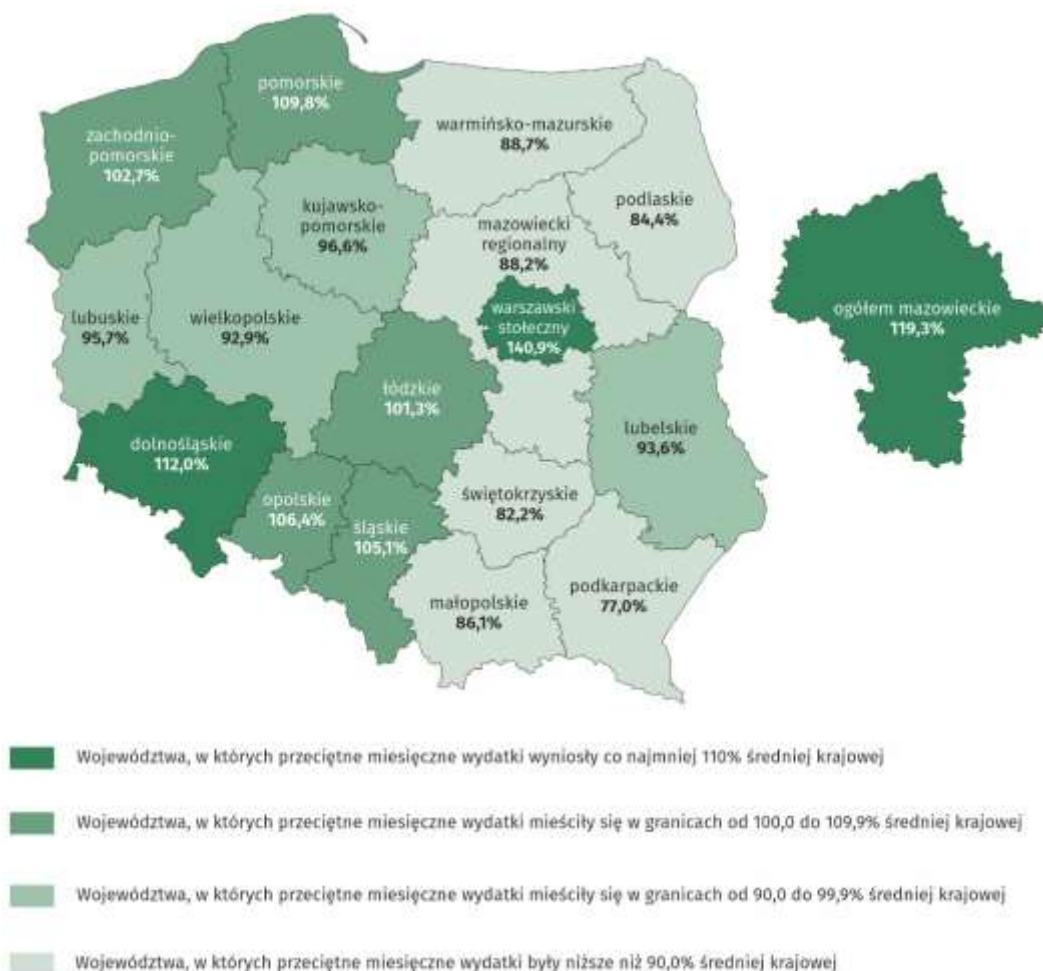 pomorskie
109,8%
warmińsko-mazurskie
88,7%
zachodnio-
pomorskie
102,7%
podlaskie
84,4%
kujawsko-
pomorskie
96,6%
mazowiecki
regionalny
88,2%
warszawski
stołeczny
140,9%
ogółem mazowieckie
119,3%
lubuskie
95,7%
wielkopolskie
92,9%
łódzkie
101,3%
lubelskie
93,6%
dolnośląskie
112,0%
opolskie
106,4%
śląskie
105,1%
świętokrzyskie
82,2%
małopolskie
86,1%
podkarpackie
77,0%
Województwa, w których przeciętne miesięczne wydatki wyniosły co najmniej 110% średniej krajowej
Województwa, w których przeciętne miesięczne wydatki mieściły się w granicach od 100,0 do 109,9% średniej krajowej
Województwa, w których przeciętne miesięczne wydatki mieściły się w granicach od 90,0 do 99,9% średniej krajowej
Województwa, w których przeciętne miesięczne wydatki były niższe niż 90,0% średniej krajowej